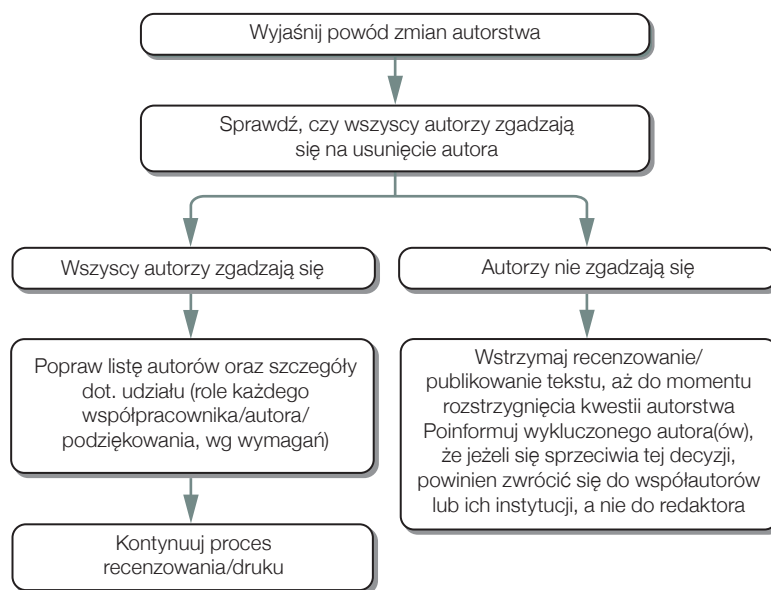 Wyjaśnij powód zmian autorstwa
Sprawdź, czy wszyscy autorzy zgadzają
się na usunięcie autora
Wszyscy autorzy zgadzają się
Autorzy nie zgadzają się
Popraw listę autorów oraz szczegóły
dot. udziału (role każdego
współpracownika/autora/
podziękowania, wg wymagań)
Wstrzymaj recenzowanie/
publikowanie tekstu, aż do momentu
rozstrzygnięcia kwestii autorstwa
Poinformuj wykluczonego autora(ów),
że jeżeli się sprzeciwia tej decyzji,
powinien zwrócić się do współautorów
lub ich instytucji, a nie do redaktora
Kontynuuj proces
recenzowania/druku